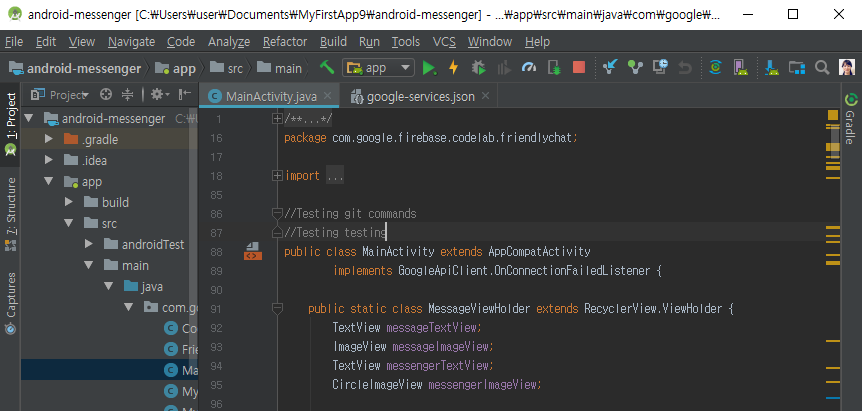 android-messenger [C:₩Users₩user₩Documents₩MyFirstApp9₩android-messenger] - ...₩app₩src₩main₩java₩com₩google₩...
File Edit View Navigate Code Analyze Refactor Build Run Tools VCS Window Help
android-messenger app src main app
1: Project
7: Structure
Captures
Project
android-messenger C:₩U
.gradle
.idea
app
build
src
androidTest
main
java
com.go
Co
Frie
Ma
My
MainActivity.java google-services.json
1 /**...*/
16 package com.google.firebase.codelab.friendlychat;
17
18 import ...
85
86 //Testing git commands
87 //Testing testing
88 public class MainActivity extends AppCompatActivity
89 implements GoogleApiClient.OnConnectionFailedListener {
90
91 public static class MessageViewHolder extends RecyclerView.ViewHolder {
92 TextView messageTextView;
93 ImageView messageImageView;
94 TextView messengerTextView;
95 CircleImageView messengerImageView;
96
Gradle